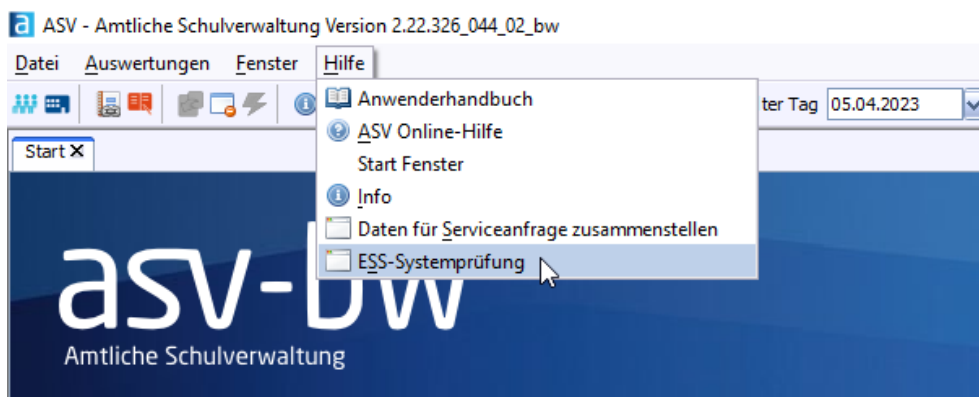 ASV - Amtliche Schulverwaltung Version 2.22.326_044_02_bw
Datei Auswertungen Fenster Hilfe
ter Tag 05.04.2023
Start
Anwenderhandbuch
ASV Online-Hilfe
Start Fenster
Info
Daten für Serviceanfrage zusammenstellen
ESS-Systemprüfung
asv-bw
Amtliche Schulverwaltung